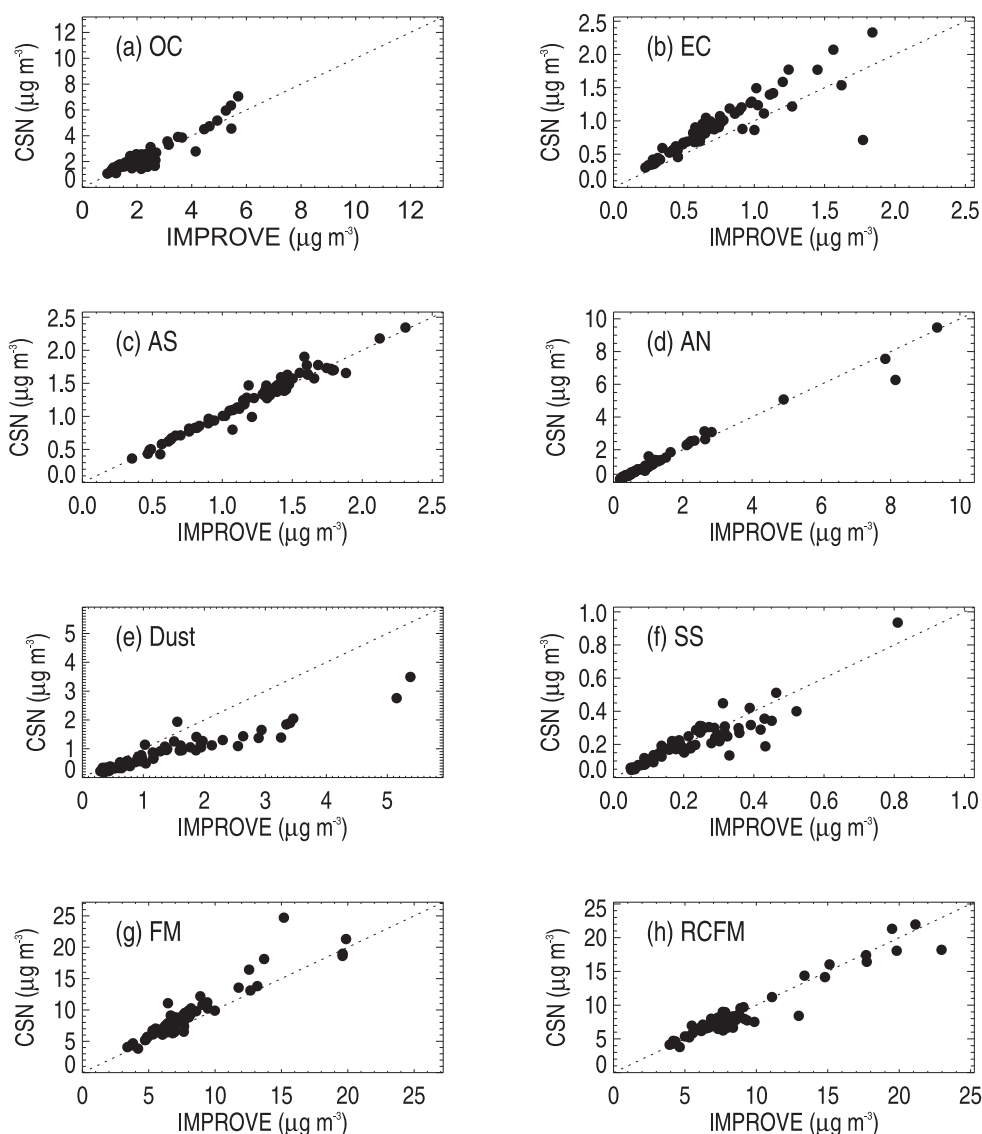 (a) OC
CSN (μg m-3)
12
10
8
6
4
2
0
0 2 4 6 8 10 12
IMPROVE (μg m-3)
(b) EC
CSN (μg m-3)
2.5
2.0
1.5
1.0
0.5
0.0
0.0 0.5 1.0 1.5 2.0 2.5
IMPROVE (μg m-3)
(c) AS
CSN (μg m-3)
2.5
2.0
1.5
1.0
0.5
0.0
0.0 0.5 1.0 1.5 2.0 2.5
IMPROVE (μg m-3)
(d) AN
CSN (μg m-3)
10
8
6
4
2
0
0 2 4 6 8 10
IMPROVE (μg m-3)
(e) Dust
CSN (μg m-3)
5
4
3
2
1
0
0 1 2 3 4 5
IMPROVE (μg m-3)
(f) SS
CSN (μg m-3)
1.0
0.8
0.6
0.4
0.2
0.0
0.0 0.2 0.4 0.6 0.8 1.0
IMPROVE (μg m-3)
(g) FM
CSN (μg m-3)
25
20
15
10
5
0
0 5 10 15 20 25
IMPROVE (μg m-3)
(h) RCFM
CSN (μg m-3)
25
20
15
10
5
0
0 5 10 15 20 25
IMPROVE (μg m-3)